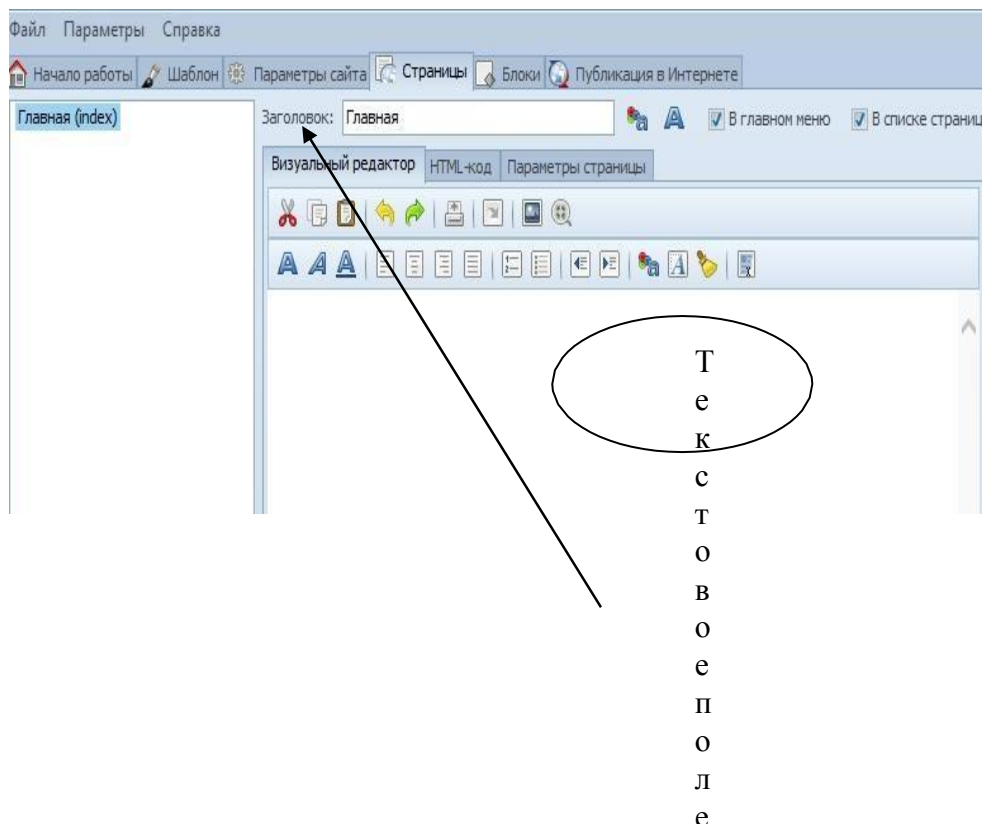 Файл Параметры Справка
Начало работы Шаблон Параметры сайта Страницы Блоки Публикация в Интернете
Главная (index)
Заголовок: Главная В главном меню В списке страниц
Визуальный редактор HTML-код Параметры страницы
Т
е
к
с
т
о
в
о
е
п
о
л
е